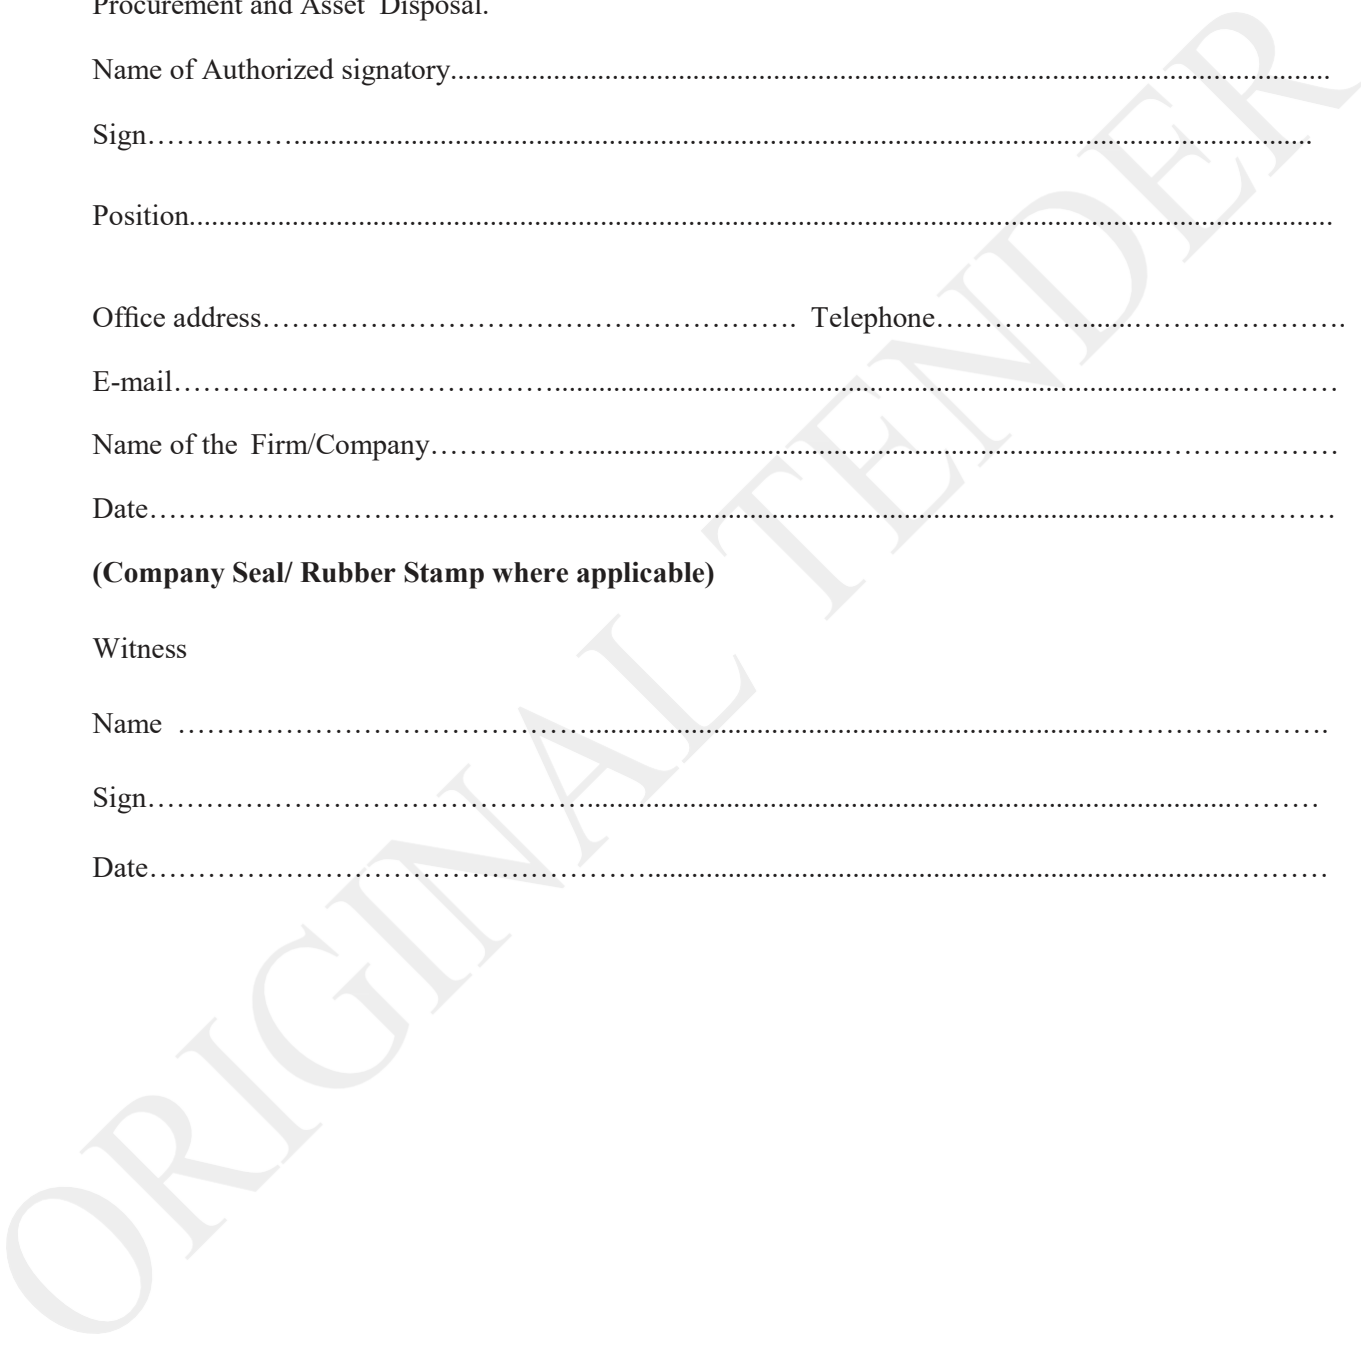 Procurement and Asset Disposal.
Name of Authorized signatory..........................................................................................................................
Sign……………............................................................................................................................................
Position..............................................................................................................................................................
Office address………………………………………………. Telephone…………….......………………….
E-mail…………………………………........................................................................................……………
Name of the Firm/Company……………..................................................................................………………
Date…………………………………….............................................................................…………………
(Company Seal/ Rubber Stamp where applicable)
Witness
Name ……………………………………..........................................................................………………….
Sign……………………………………….........................................................................................………
Date…………………………………………….................................................................................………
ORIGINAL TENDER